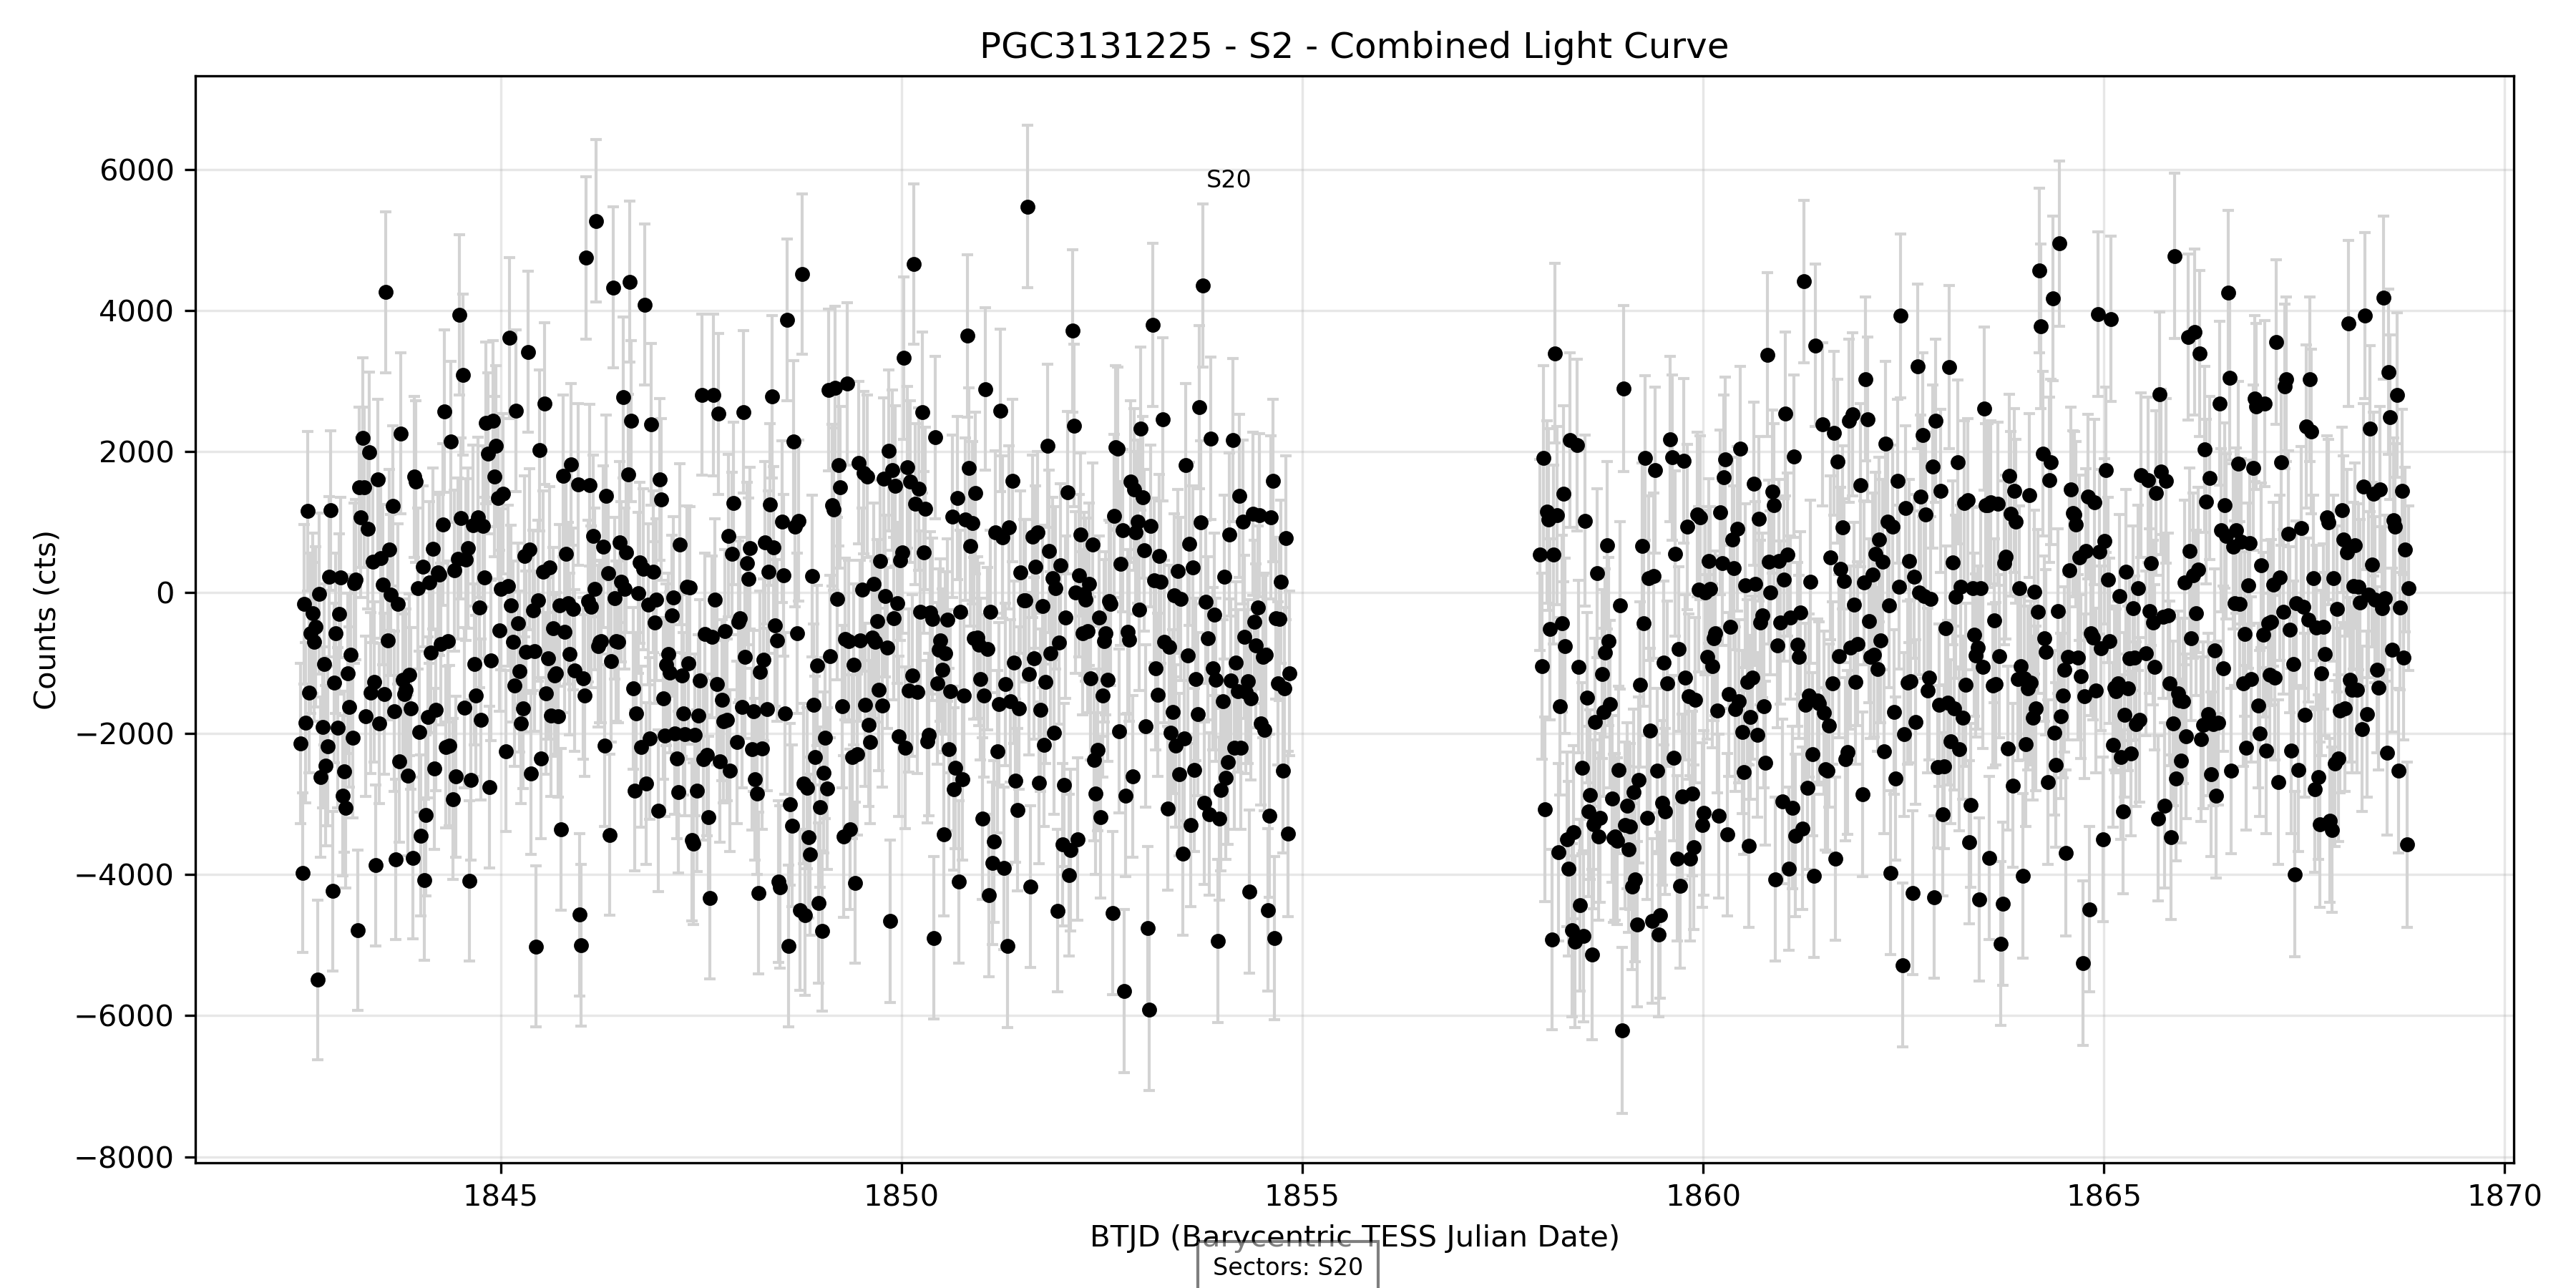 PGC3131225 - S2 - Combined Light Curve
Counts (cts)
6000
4000
2000
0
−2000
−4000
−6000
−8000
S20
1845
1850
1855
1860
1865
1870
BTJD (Barycentric TESS Julian Date)
Sectors: S20